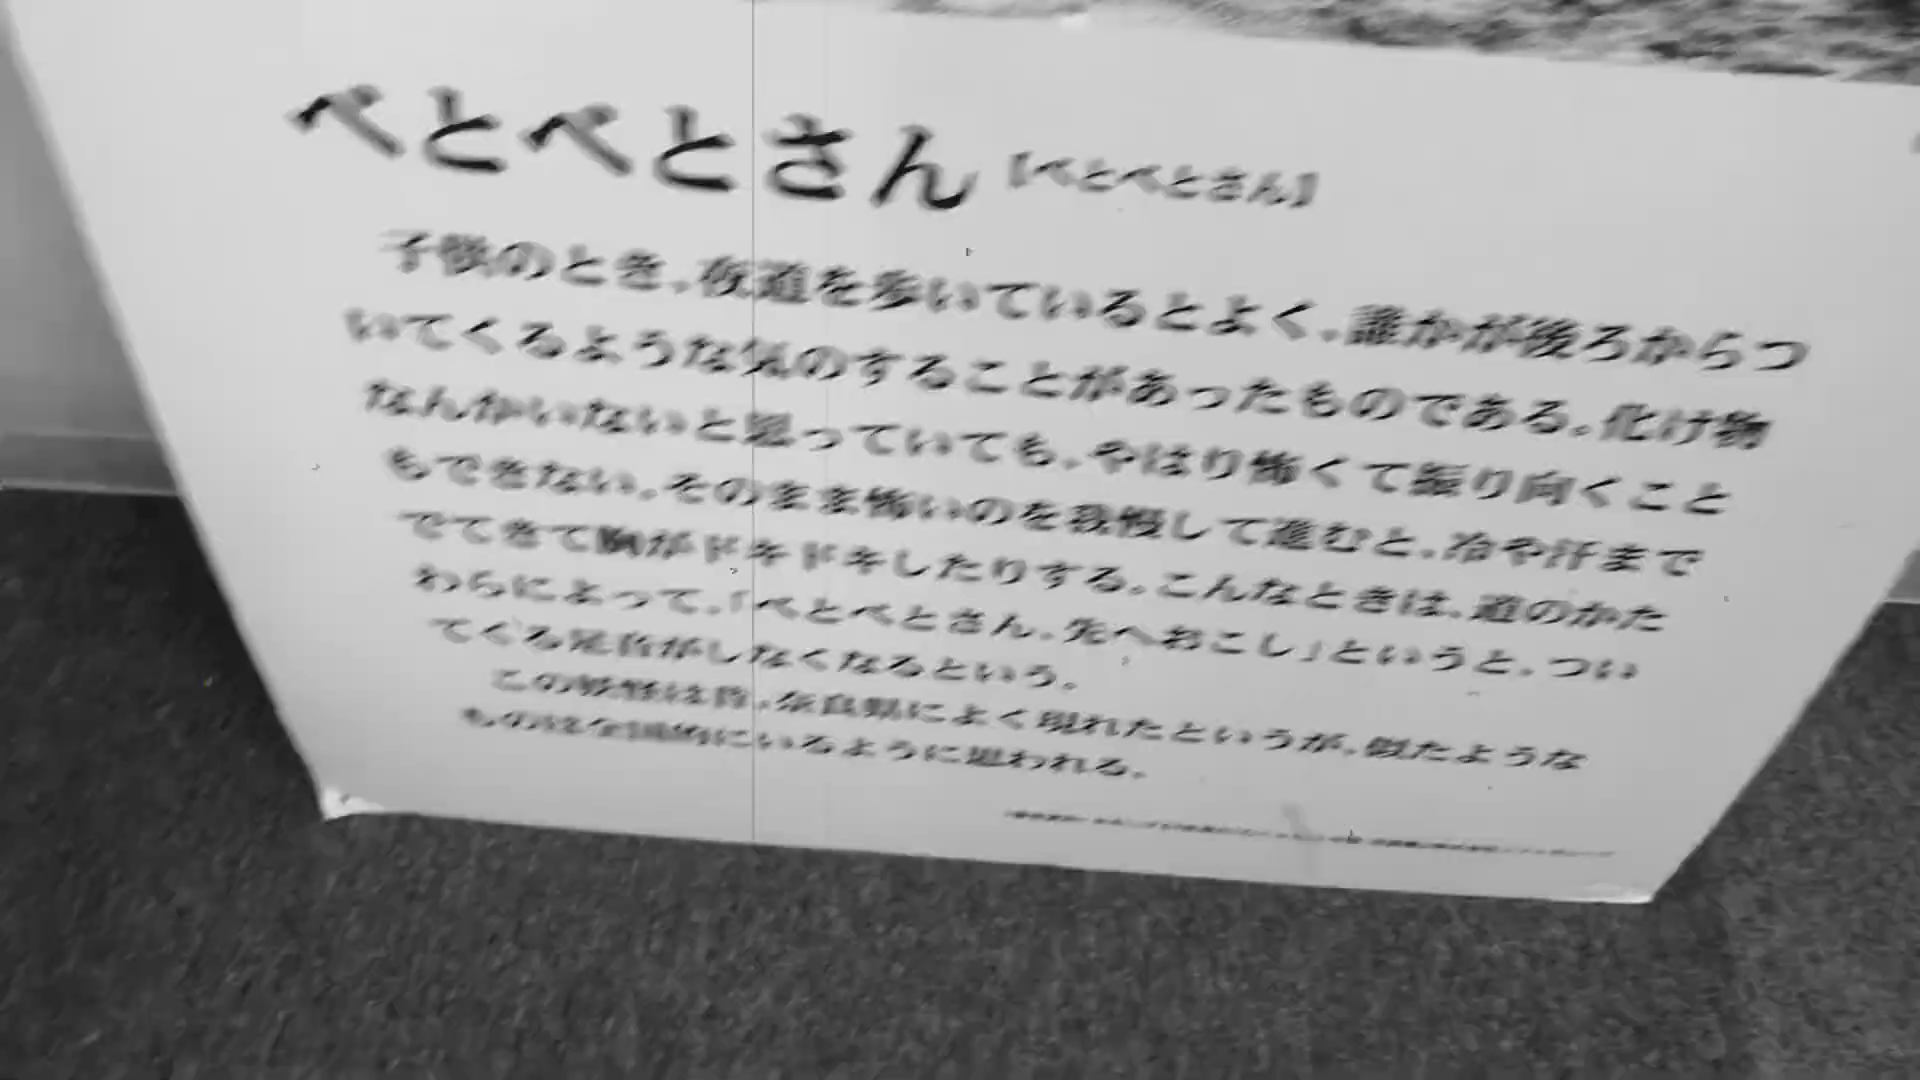 べとべとさん【べとべとさん】
子供のとき、夜道を歩いているとよく、誰かが後ろからつ
いてくるような気のすることがあったものである。化け物
なんかいないと思っていても、やはり怖くて振り向くこと
もできない。そのまま怖いのを我慢して進むと、冷や汗まで
でてきて胸がドキドキしたりする。こんなときは、道のかた
わらによって、「べとべとさん、先へおこし」というと、つい
てくる足音がしなくなるという。
この妖怪は昔、奈良県によく現れたというが、似たような
ものは全国的にいるように思われる。